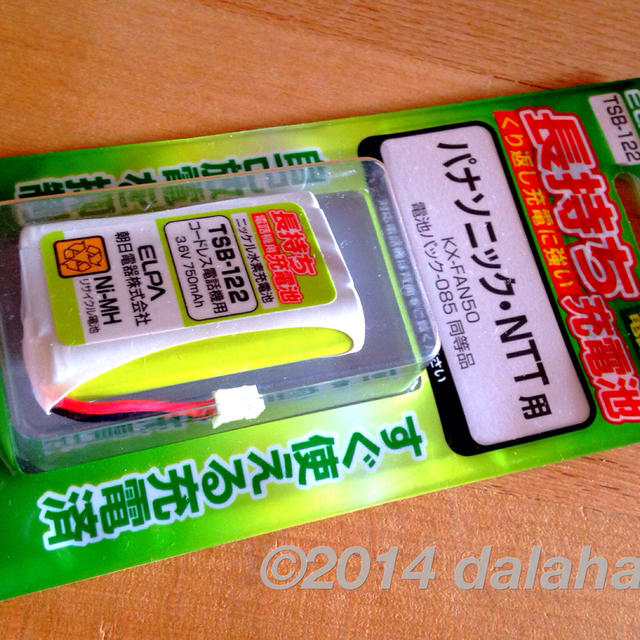 TSB-122
長持ち充電池
くり返し充電に強い
パナソニック・NTT用
KX-FAN50
電池パック-085 同等品
長持ち
電話機用充電池
ニッケル水素充電池
TSB-122
コードレス電話機用
3.6V 750mAh
ELPA
朝日電器株式会社
Ni-MH
リサイクル電池
すぐ使える充電済
©2014 dalaha